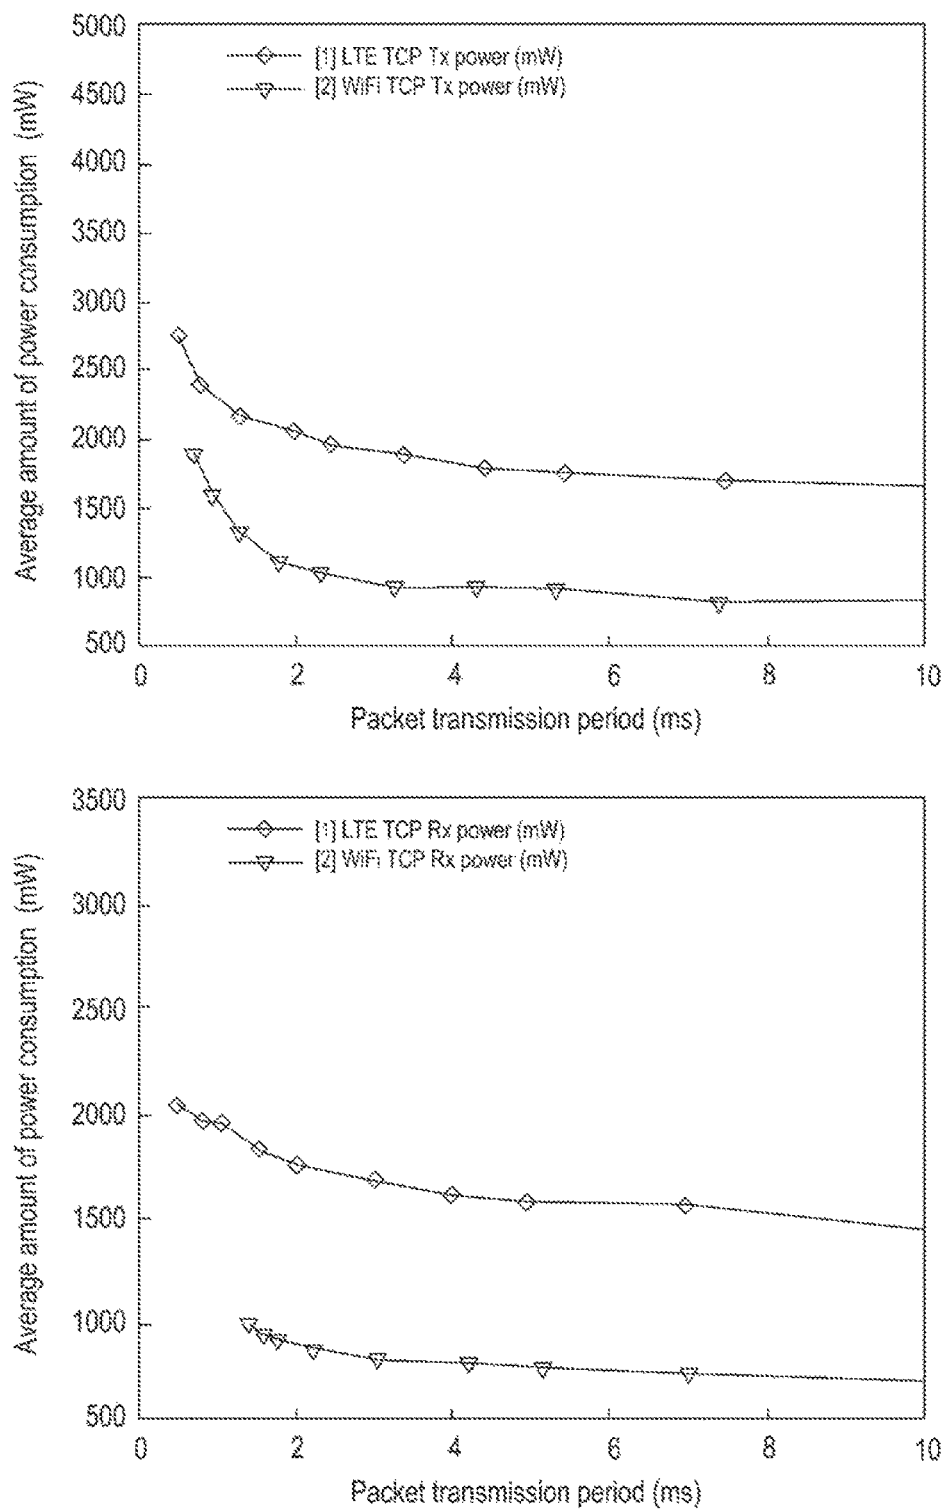 5000
4500
4000
3500
3000
2500
2000
1500
1000
500
Average amount of power consumption (mW)
[1] LTE TCP Tx power (mW)
[2] WiFi TCP Tx power (mW)
0 2 4 6 8 10
Packet transmission period (ms)
3500
3000
2500
2000
1500
1000
500
Average amount of power consumption (mW)
[1] LTE TCP Rx power (mW)
[2] WiFi TCP Rx power (mW)
0 2 4 6 8 10
Packet transmission period (ms)